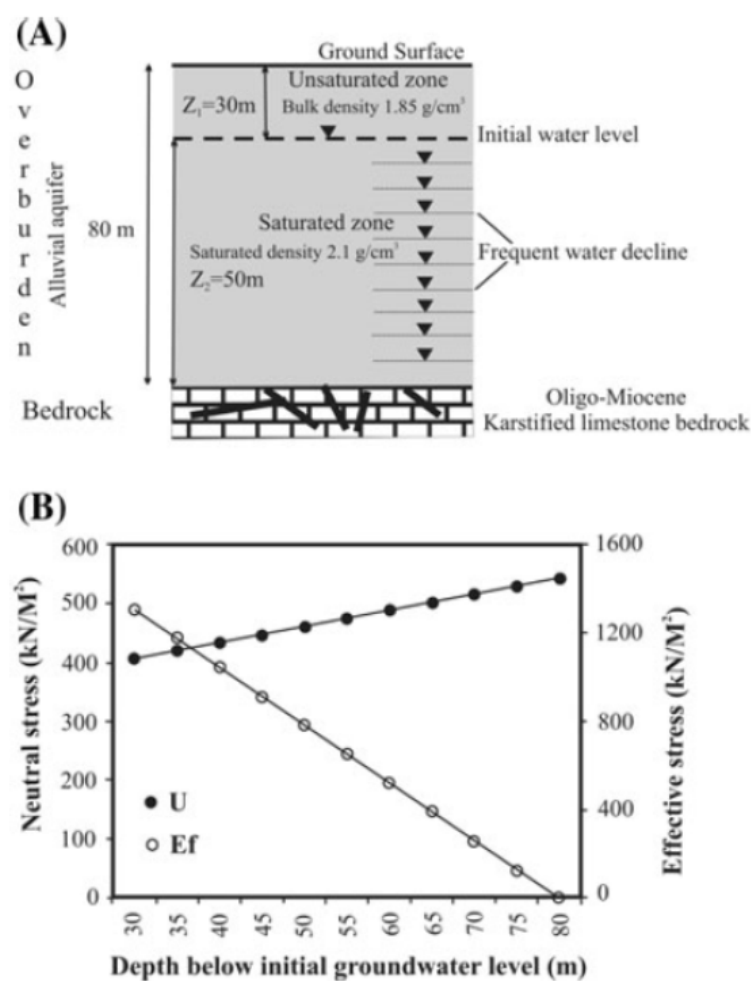 (A)
Ground Surface
Overburden
Alluvial aquifer
80 m
Z₁=30m
Unsaturated zone
Bulk density 1.85 g/cm³
Initial water level
Saturated zone
Saturated density 2.1 g/cm³
Z₂=50m
Frequent water decline
Bedrock
Oligo-Miocene
Karstified limestone bedrock
(B)
Neutral stress (kN/M²)
600
500
400
300
200
100
0
U
Ef
1600
1200
800
400
0
Effective stress (kN/M²)
30 35 40 45 50 55 60 65 70 75 80
Depth below initial groundwater level (m)